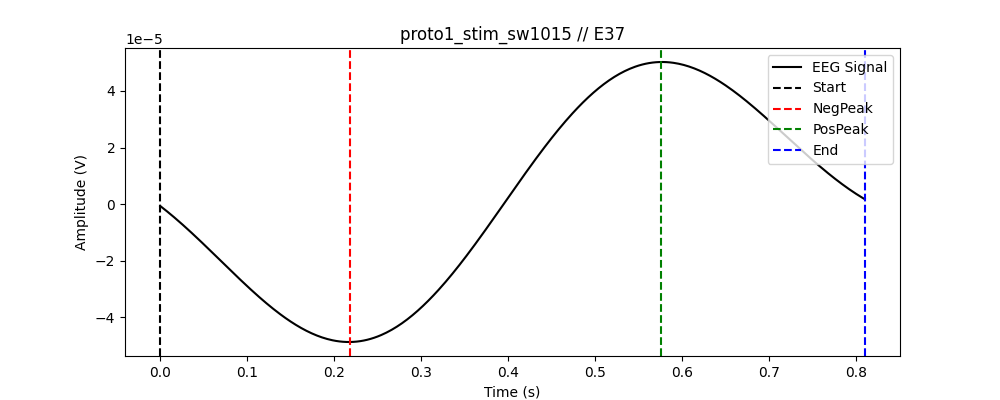 proto1_stim_sw1015 // E37
1e−5
EEG Signal
Start
NegPeak
PosPeak
End
4
2
0
−2
−4
Amplitude (V)
0.0 0.1 0.2 0.3 0.4 0.5 0.6 0.7 0.8
Time (s)